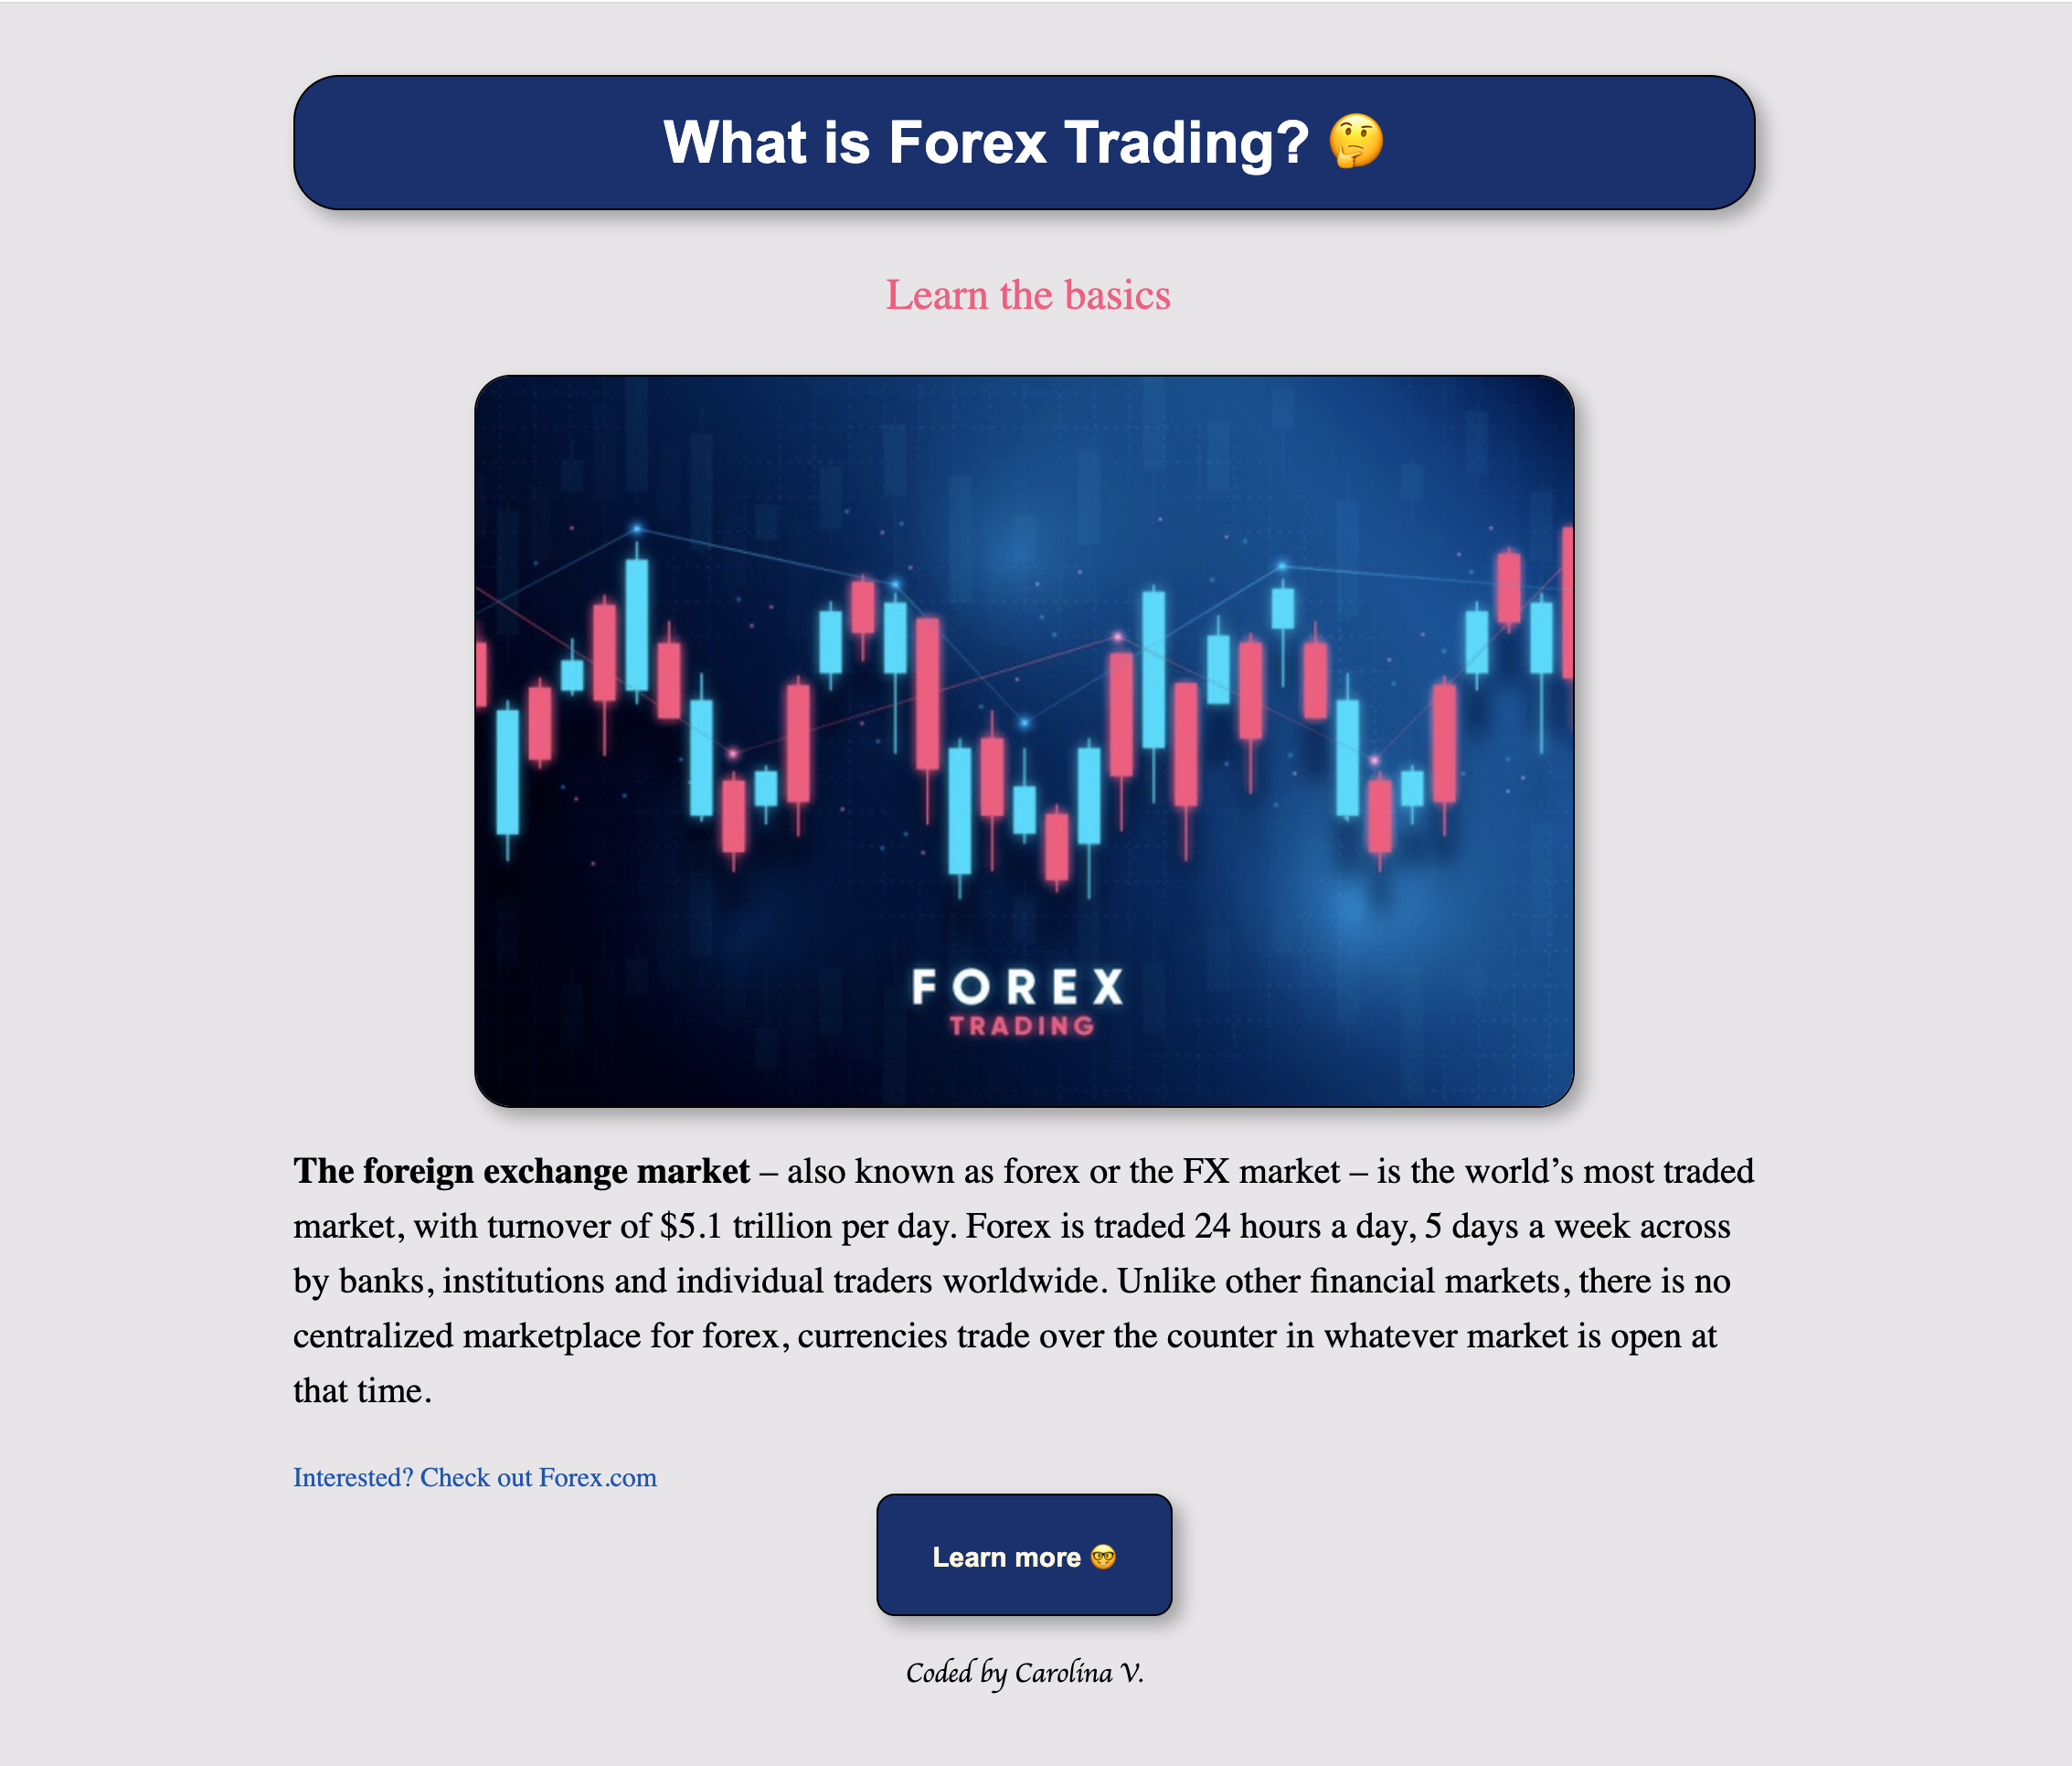 What is Forex Trading? 🤔
Learn the basics
FOREX
TRADING
The foreign exchange market – also known as forex or the FX market – is the world’s most traded
market, with turnover of $5.1 trillion per day. Forex is traded 24 hours a day, 5 days a week across
by banks, institutions and individual traders worldwide. Unlike other financial markets, there is no
centralized marketplace for forex, currencies trade over the counter in whatever market is open at
that time.
Interested? Check out Forex.com
Learn more 🤓
Coded by Carolina V.